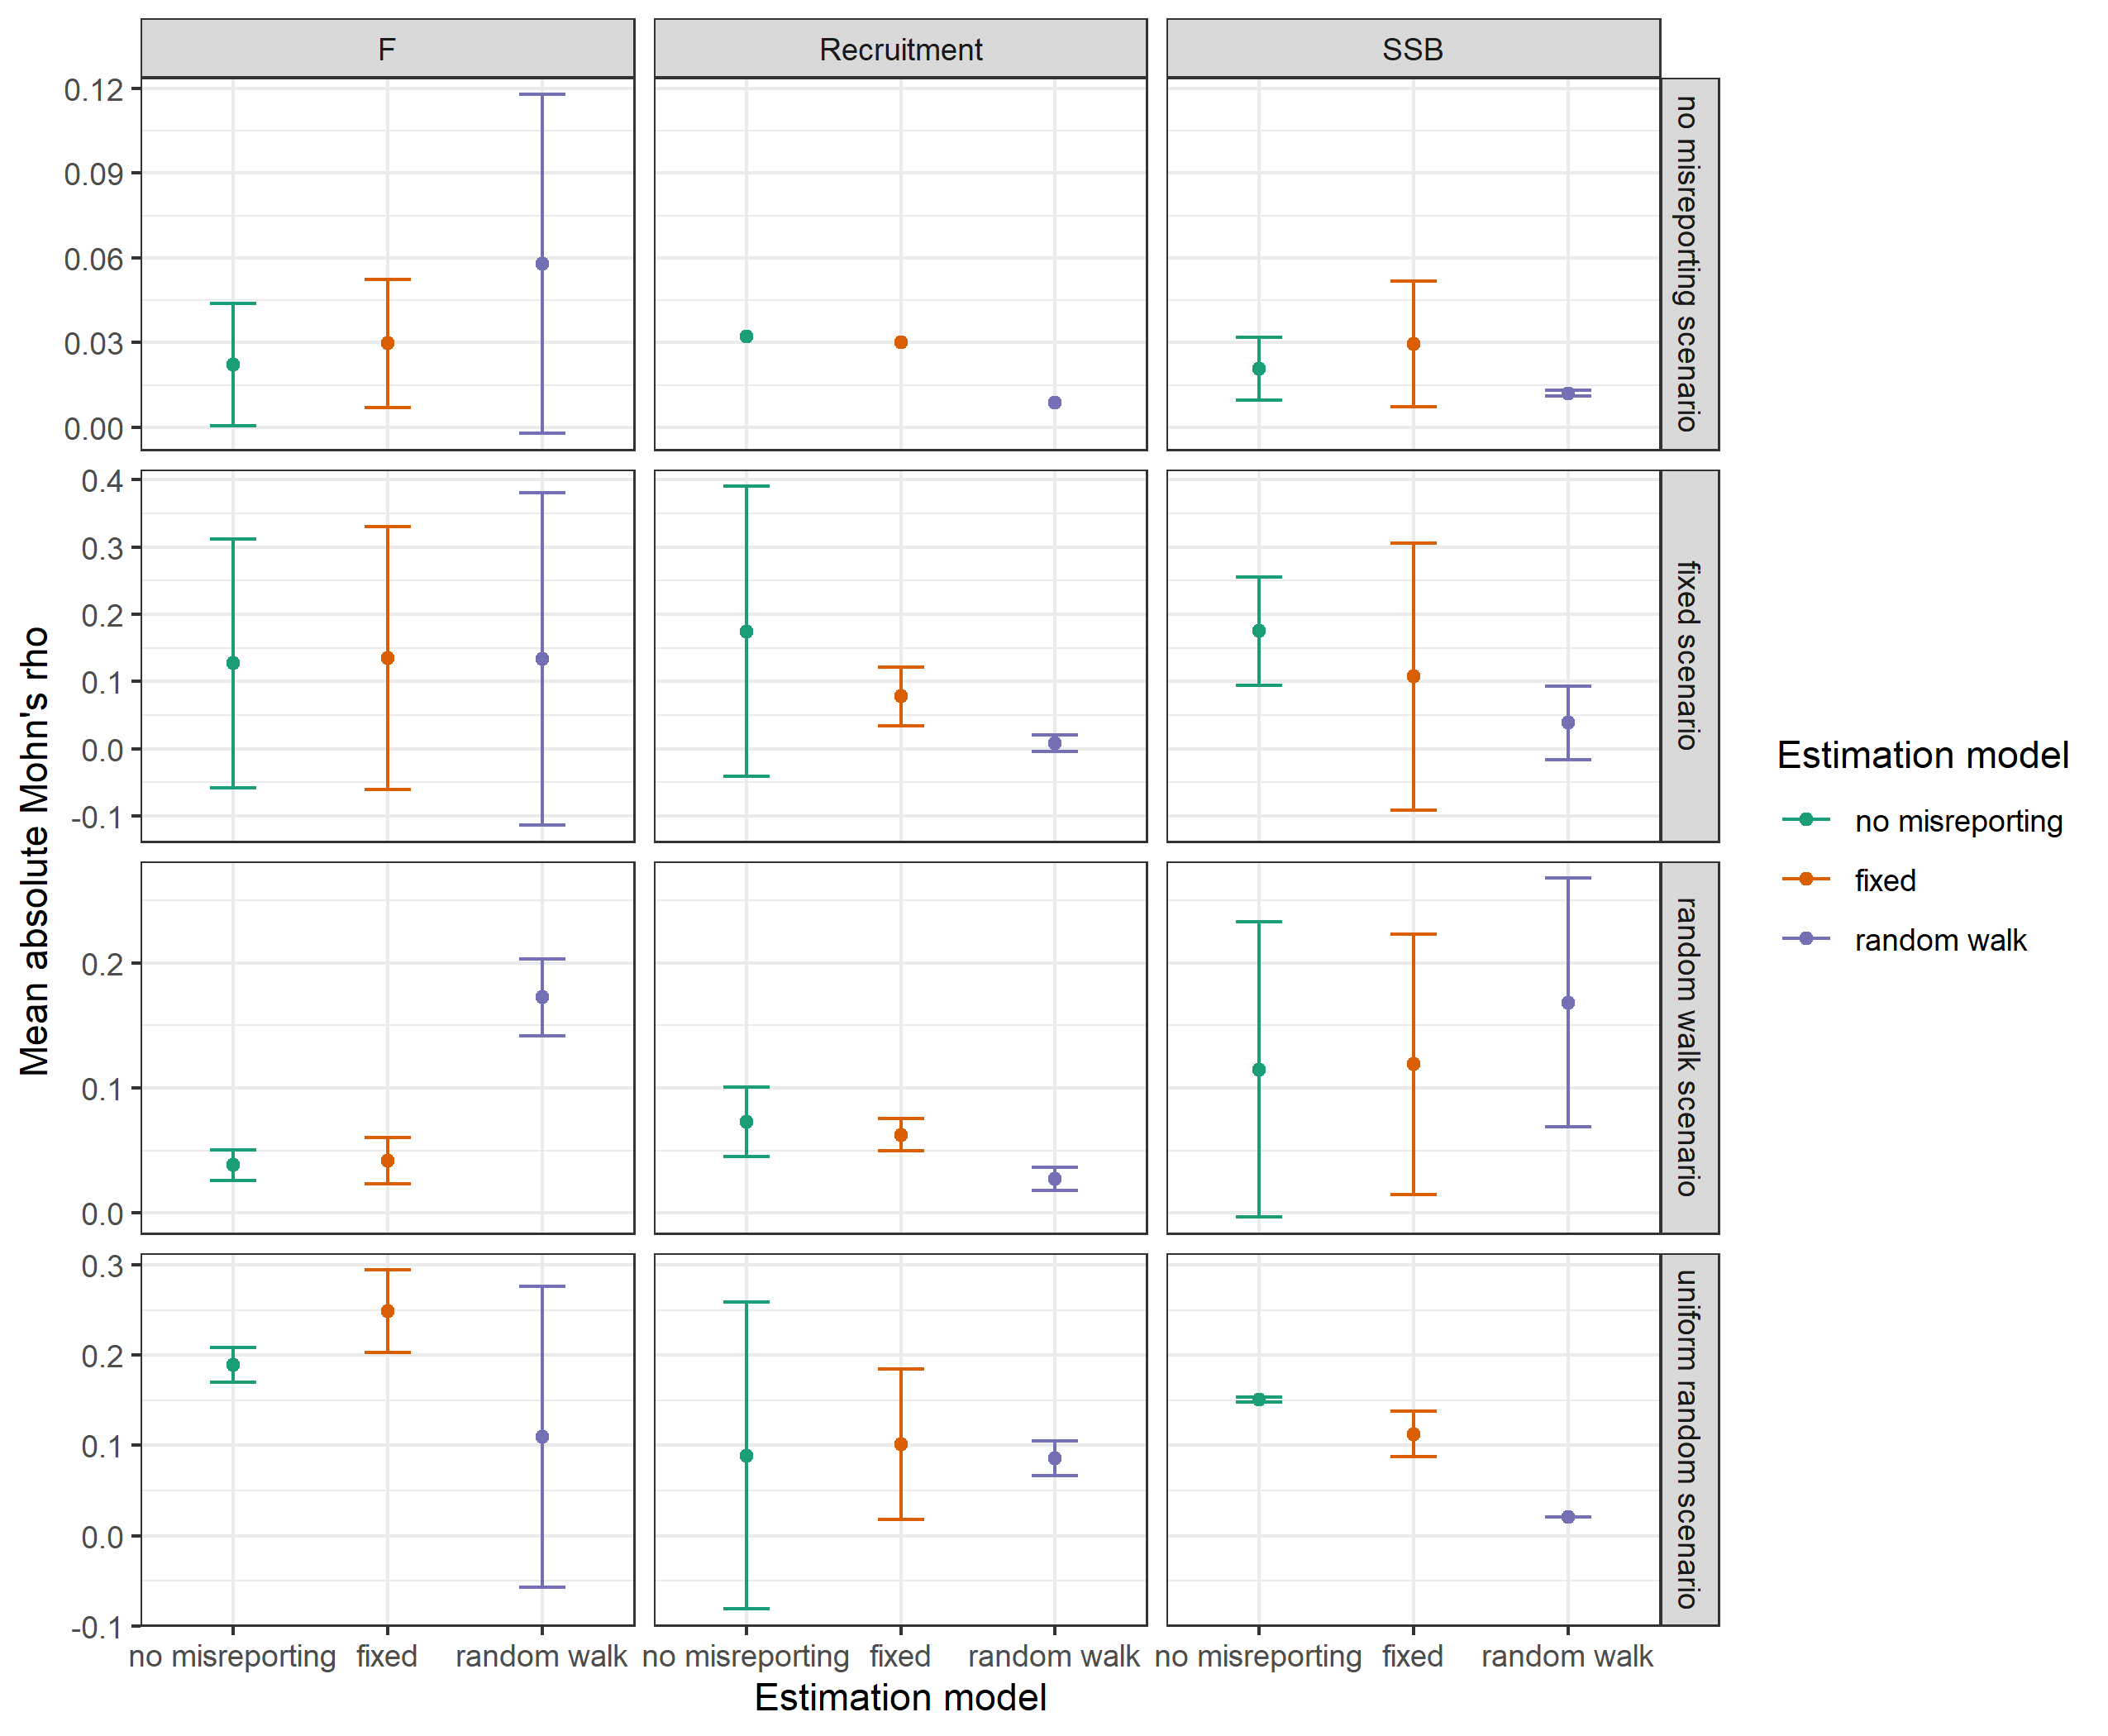 F
Recruitment
SSB
0.12
0.09
0.06
0.03
0.00
no misreporting scenario
0.4
0.3
0.2
0.1
0.0
-0.1
fixed scenario
0.2
0.1
0.0
random walk scenario
0.3
0.2
0.1
0.0
-0.1
uniform random scenario
Mean absolute Mohn's rho
no misreporting fixed random walk no misreporting fixed random walk no misreporting fixed random walk
Estimation model
Estimation model
no misreporting
fixed
random walk